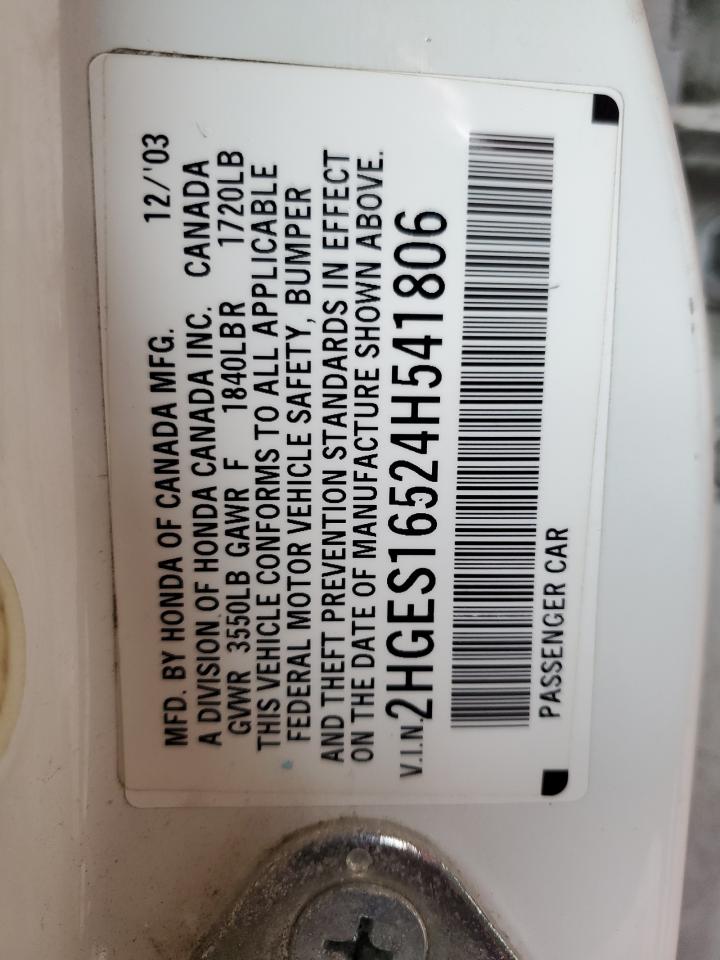 MFD. BY HONDA OF CANADA MFG. 12/'03
A DIVISION OF HONDA CANADA INC. CANADA
GVWR 3550LB GAWR F 1840LBR 1720LB
THIS VEHICLE CONFORMS TO ALL APPLICABLE
FEDERAL MOTOR VEHICLE SAFETY, BUMPER
AND THEFT PREVENTION STANDARDS IN EFFECT
ON THE DATE OF MANUFACTURE SHOWN ABOVE.
V.I.N. 2HGES16524H541806
PASSENGER CAR